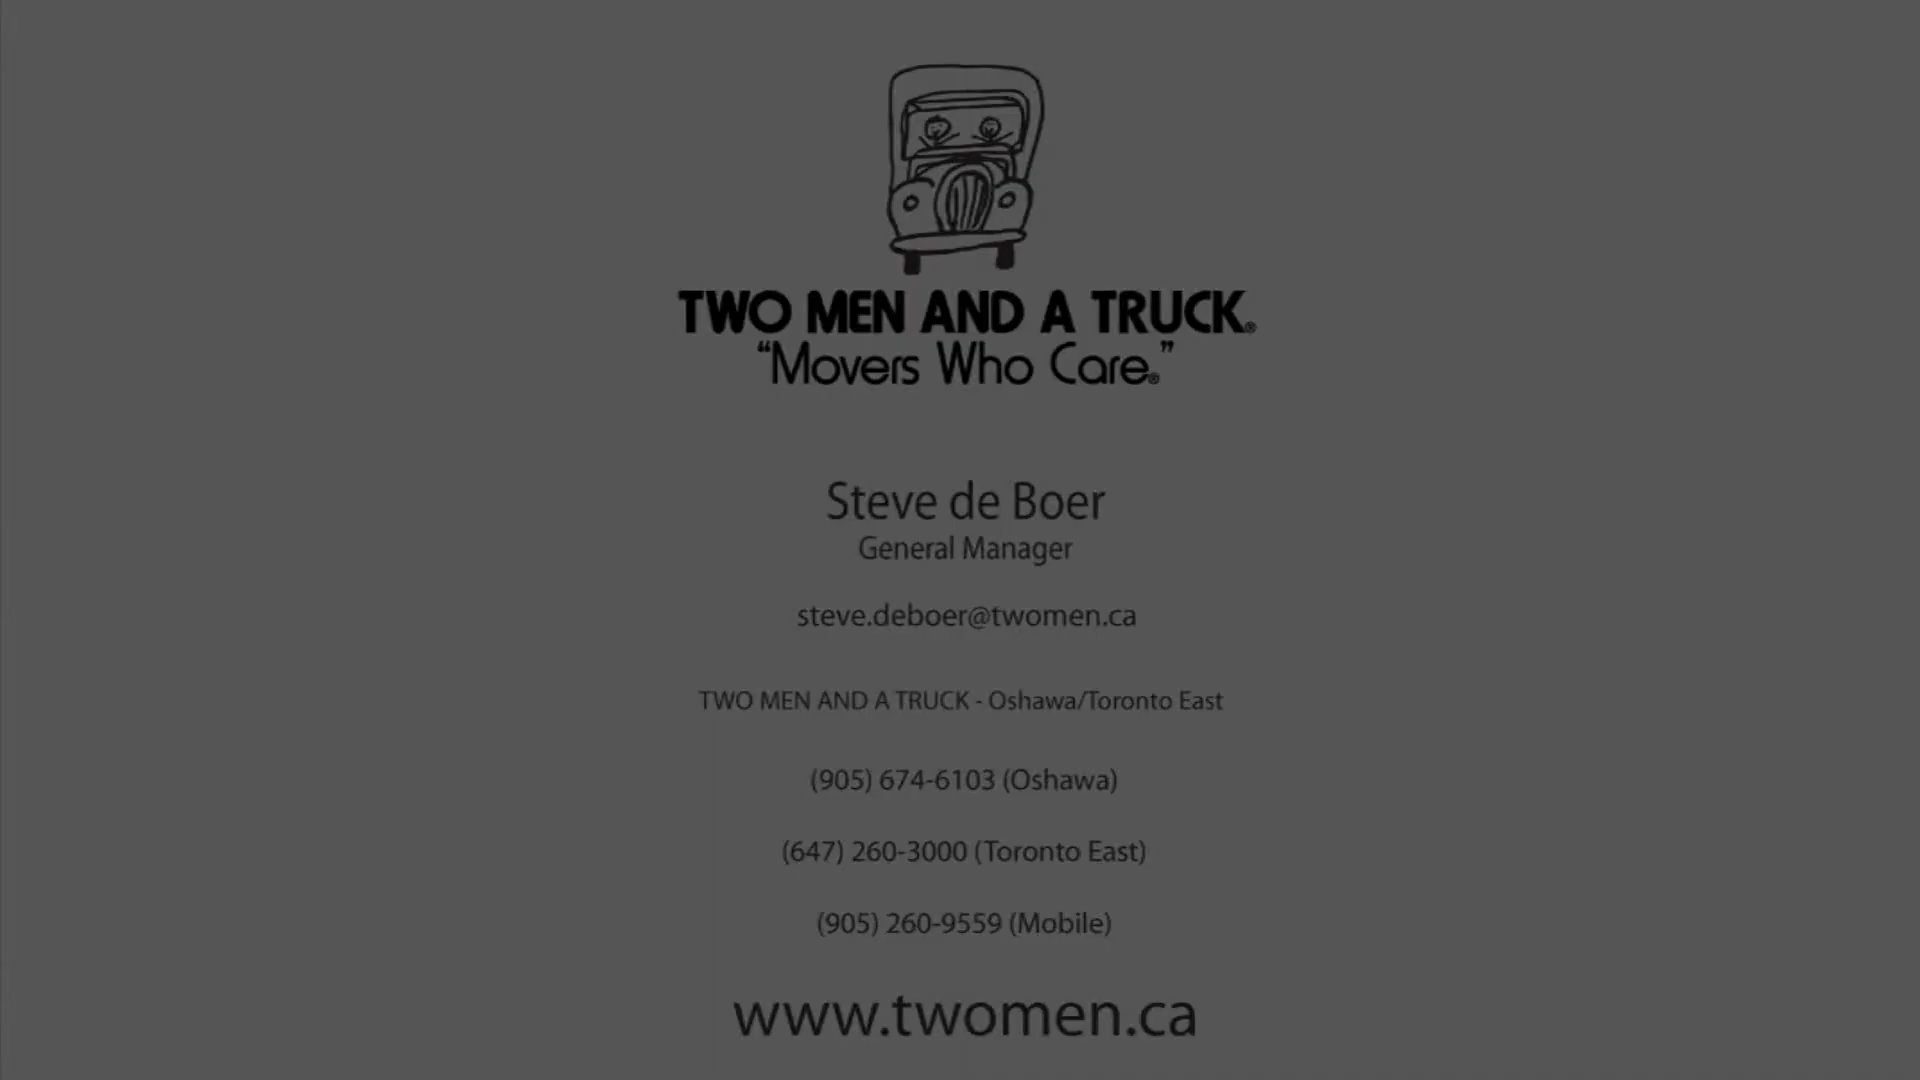 TWO MEN AND A TRUCK®
“Movers Who Care®”
Steve de Boer
General Manager
steve.deboer@twomen.ca
TWO MEN AND A TRUCK - Oshawa/Toronto East
(905) 674-6103 (Oshawa)
(647) 260-3000 (Toronto East)
(905) 260-9559 (Mobile)
www.twomen.ca